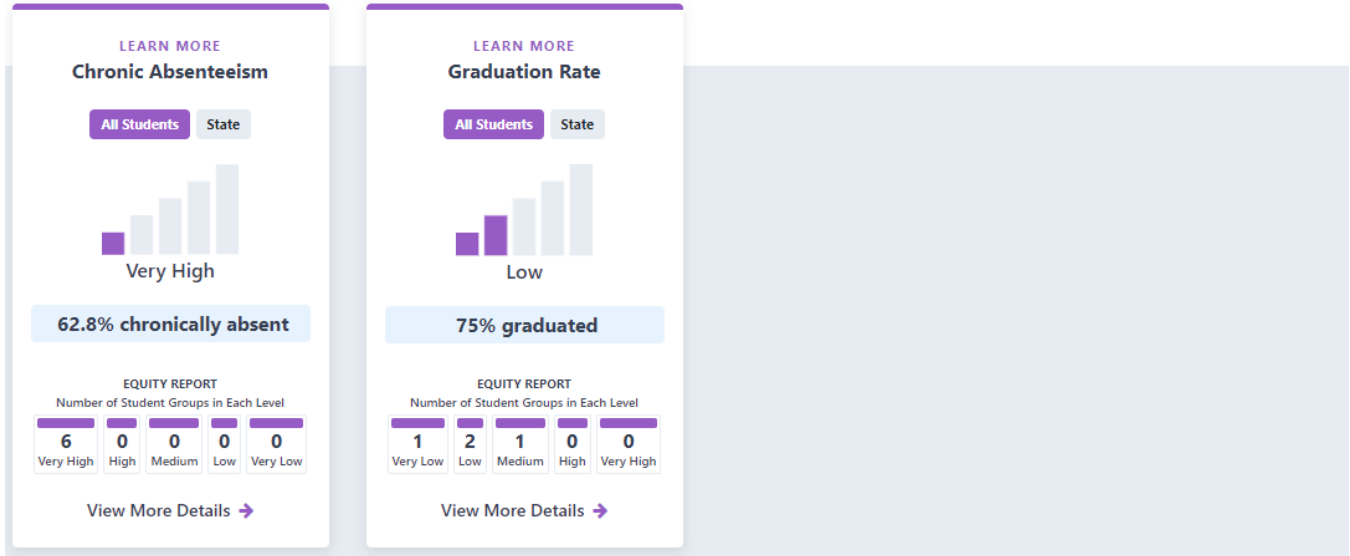 LEARN MORE
Chronic Absenteeism
All Students State
Very High
62.8% chronically absent
EQUITY REPORT
Number of Student Groups in Each Level
6 0 0 0 0
Very High High Medium Low Very Low
View More Details
LEARN MORE
Graduation Rate
All Students State
Low
75% graduated
EQUITY REPORT
Number of Student Groups in Each Level
1 2 1 0 0
Very Low Low Medium High Very High
View More Details